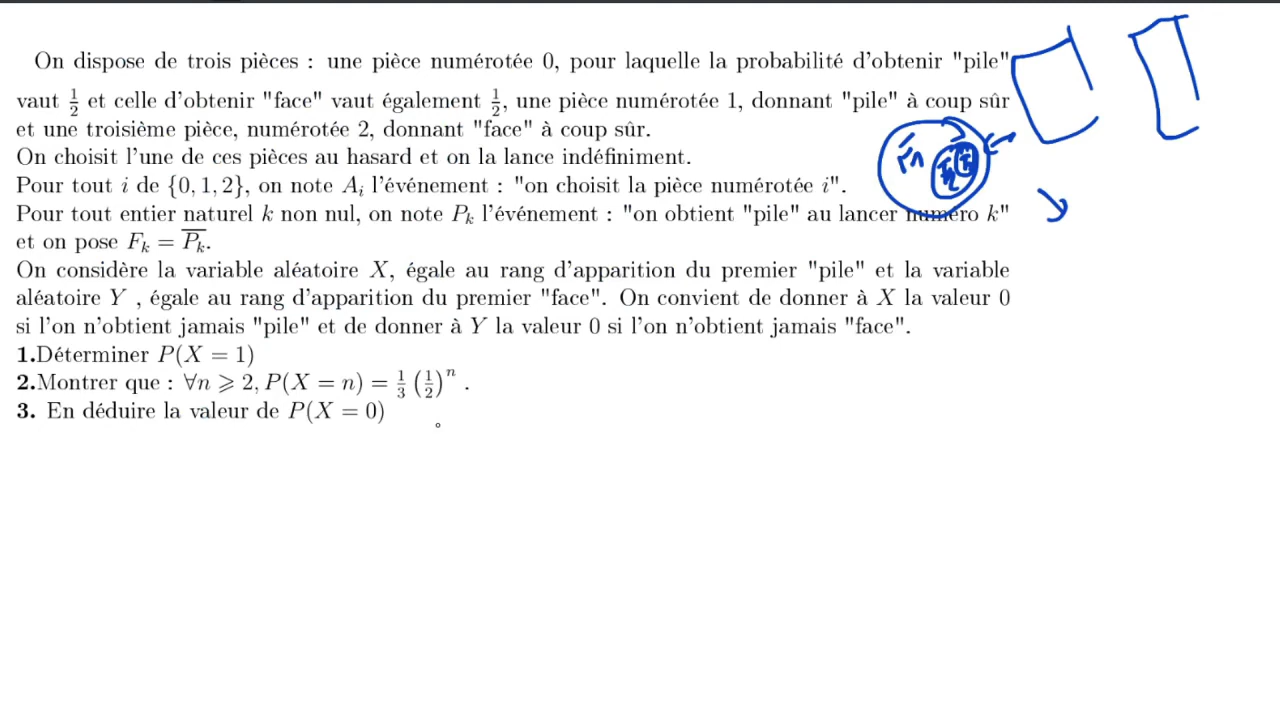 On dispose de trois pièces : une pièce numérotée 0, pour laquelle la probabilité d'obtenir "pile"
vaut 1/2 et celle d'obtenir "face" vaut également 1/2, une pièce numérotée 1, donnant "pile" à coup sûr
et une troisième pièce, numérotée 2, donnant "face" à coup sûr.
On choisit l'une de ces pièces au hasard et on la lance indéfiniment.
Pour tout i de {0, 1, 2}, on note A_i l'événement : "on choisit la pièce numérotée i".
Pour tout entier naturel k non nul, on note P_k l'événement : "on obtient "pile" au lancer numéro k"
et on pose F_k = \overline{P_k}.
On considère la variable aléatoire X, égale au rang d'apparition du premier "pile" et la variable
aléatoire Y , égale au rang d'apparition du premier "face". On convient de donner à X la valeur 0
si l'on n'obtient jamais "pile" et de donner à Y la valeur 0 si l'on n'obtient jamais "face".
1.Déterminer P(X = 1)
2.Montrer que : ∀n ⩾ 2, P(X = n) = 1/3 (1/2)^n .
3. En déduire la valeur de P(X = 0)